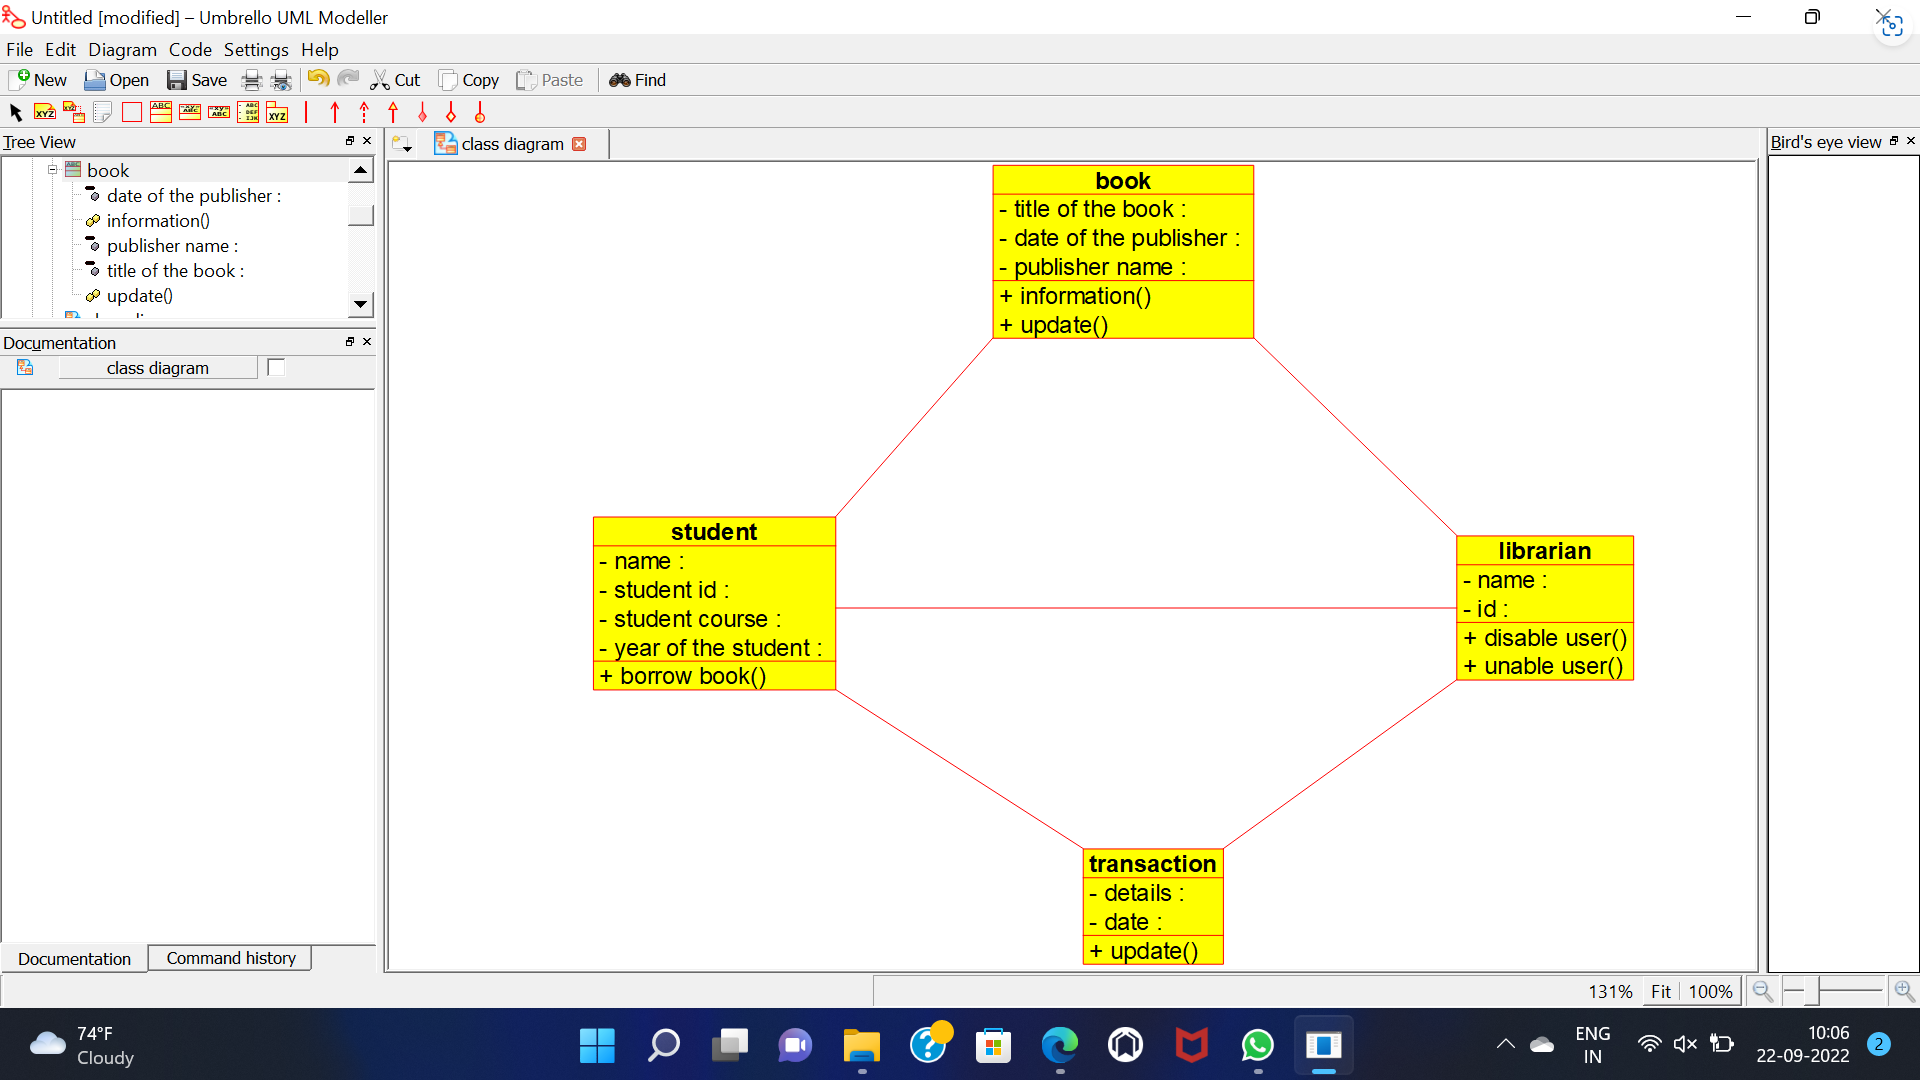 Untitled [modified] – Umbrello UML Modeller
File Edit Diagram Code Settings Help
New Open Save Cut Copy Paste Find
Tree View
class diagram
Bird's eye view
book
date of the publisher :
information()
publisher name :
title of the book :
update()
Documentation
class diagram
book
- title of the book :
- date of the publisher :
- publisher name :
+ information()
+ update()
student
- name :
- student id :
- student course :
- year of the student :
+ borrow book()
librarian
- name :
- id :
+ disable user()
+ unable user()
transaction
- details :
- date :
+ update()
Documentation Command history
131% Fit 100%
74°F
Cloudy
ENG
IN
10:06
22-09-2022
2